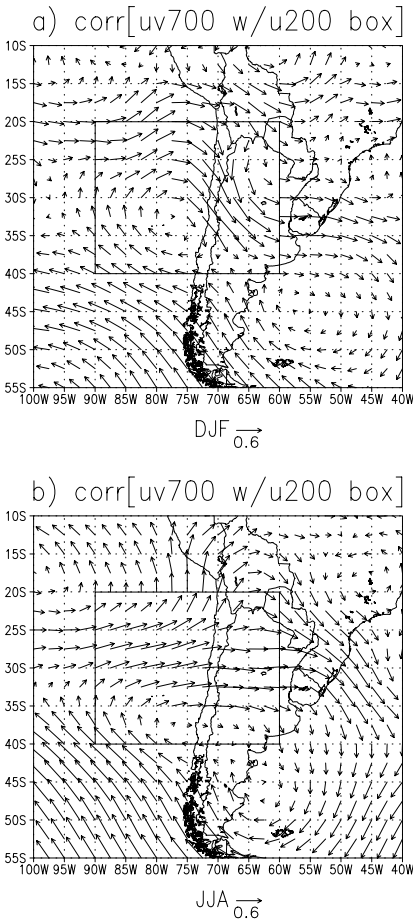 a) corr[uv700 w/u200 box]
10S
15S
20S
25S
30S
35S
40S
45S
50S
55S
100W 95W 90W 85W 80W 75W 70W 65W 60W 55W 50W 45W 40W
DJF
0.6
b) corr[uv700 w/u200 box]
10S
15S
20S
25S
30S
35S
40S
45S
50S
55S
100W 95W 90W 85W 80W 75W 70W 65W 60W 55W 50W 45W 40W
JJA
0.6